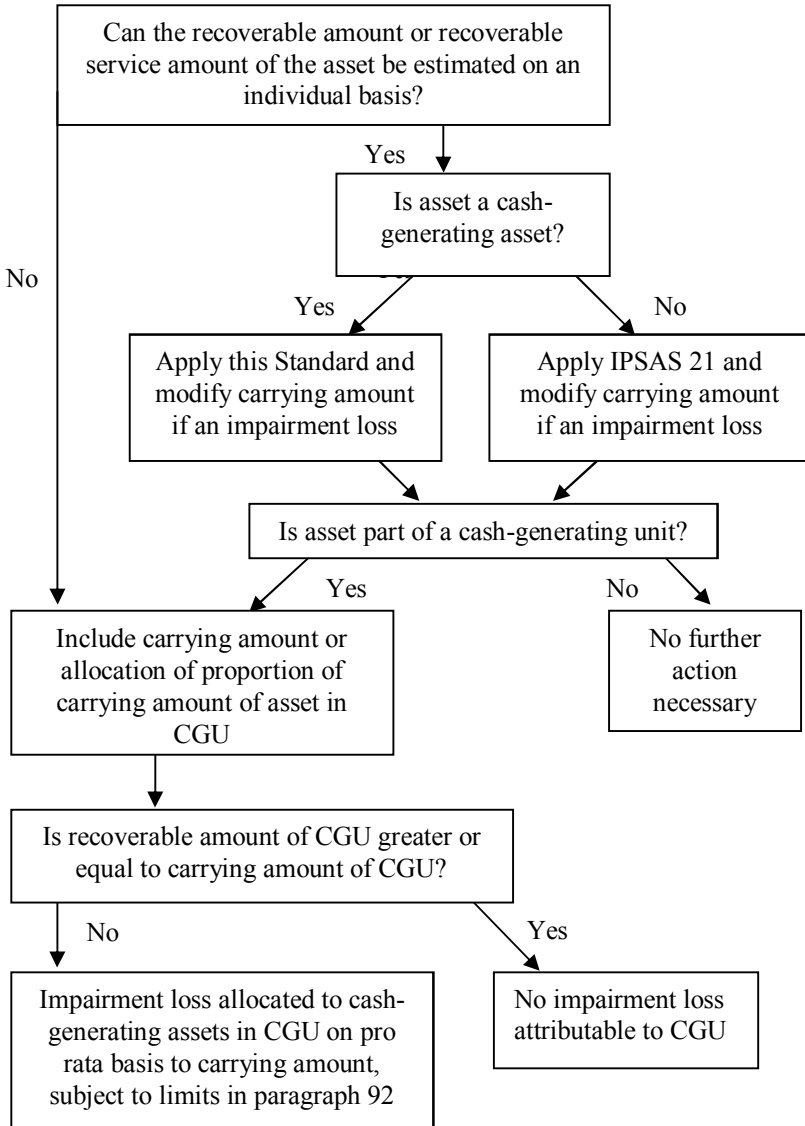 Can the recoverable amount or recoverable
service amount of the asset be estimated on an
individual basis?
Yes
Is asset a cash-
generating asset?
No
Yes
No
Apply this Standard and
modify carrying amount
if an impairment loss
Apply IPSAS 21 and
modify carrying amount
if an impairment loss
Is asset part of a cash-generating unit?
Yes
No
Include carrying amount or
allocation of proportion of
carrying amount of asset in
CGU
No further
action
necessary
Is recoverable amount of CGU greater or
equal to carrying amount of CGU?
No
Yes
Impairment loss allocated to cash-
generating assets in CGU on pro
rata basis to carrying amount,
subject to limits in paragraph 92
No impairment loss
attributable to CGU